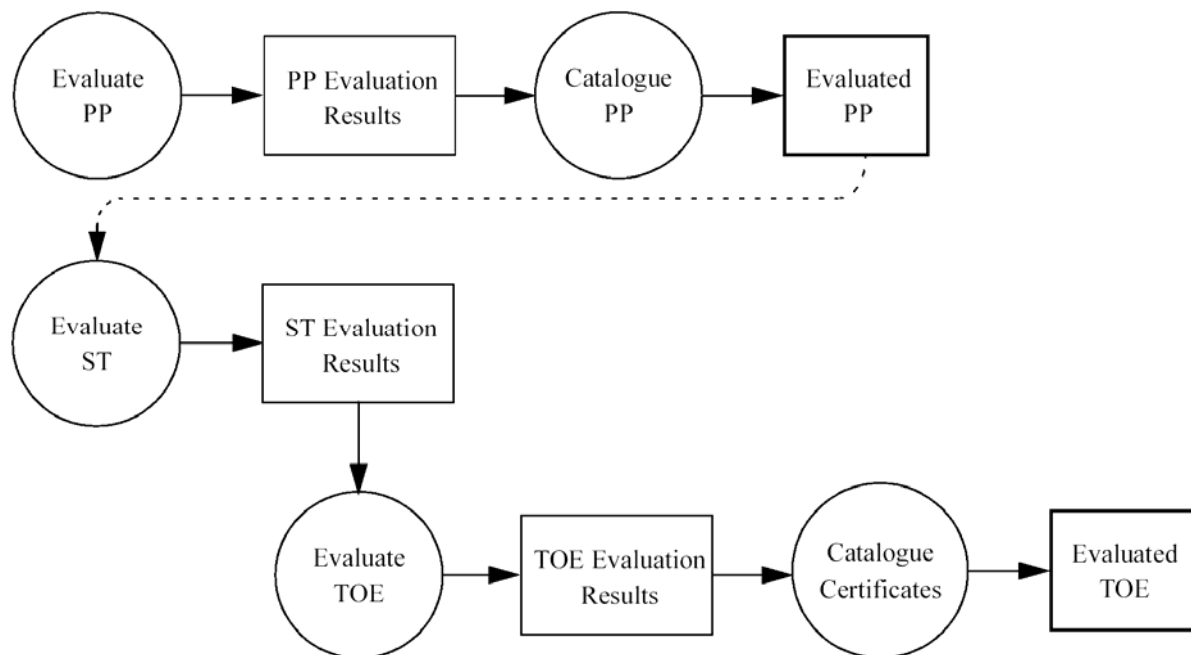 Evaluate
PP
PP Evaluation
Results
Catalogue
PP
Evaluated
PP
Evaluate
ST
ST Evaluation
Results
Evaluate
TOE
TOE Evaluation
Results
Catalogue
Certificates
Evaluated
TOE